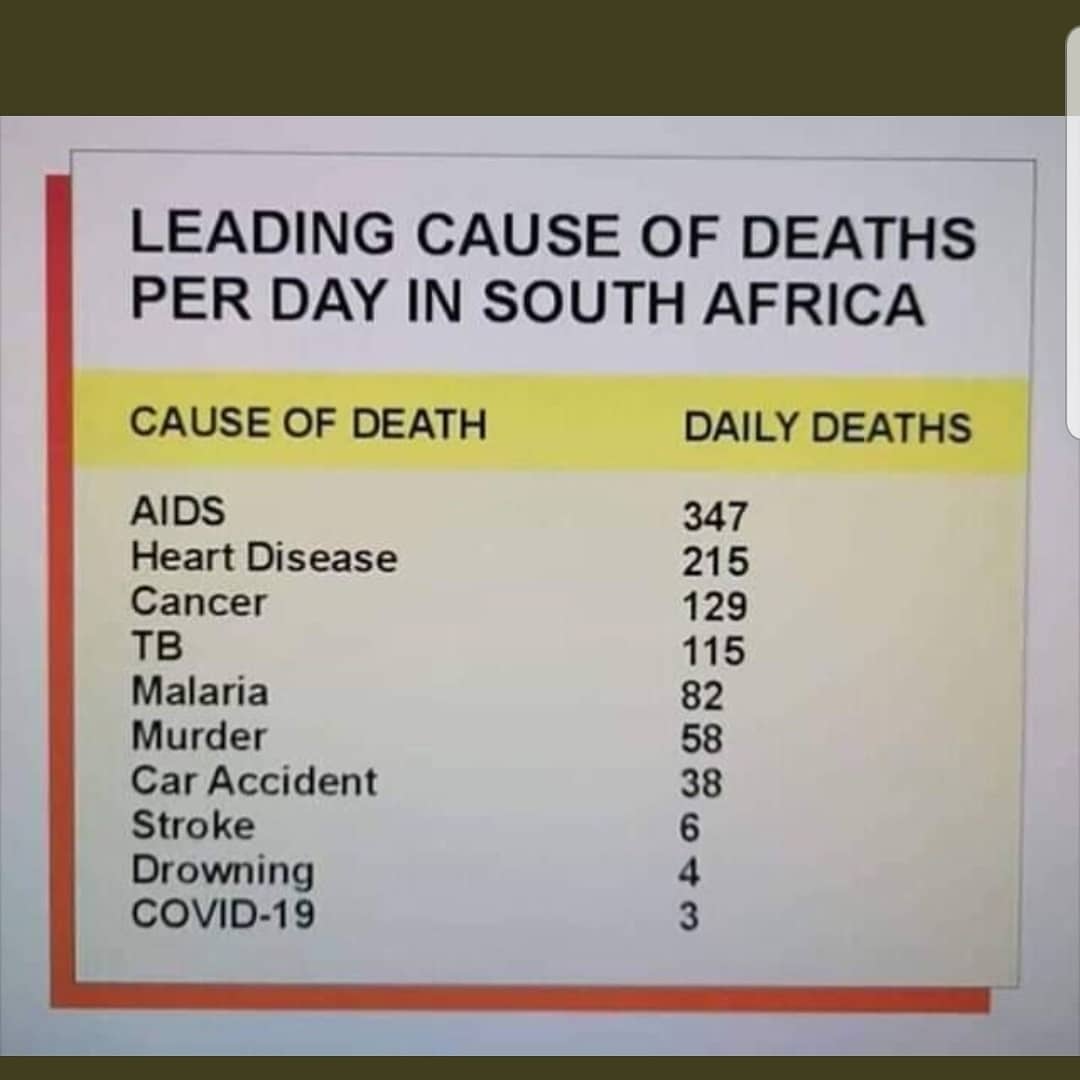 LEADING CAUSE OF DEATHS
PER DAY IN SOUTH AFRICA
CAUSE OF DEATH DAILY DEATHS
AIDS 347
Heart Disease 215
Cancer 129
TB 115
Malaria 82
Murder 58
Car Accident 38
Stroke 6
Drowning 4
COVID-19 3